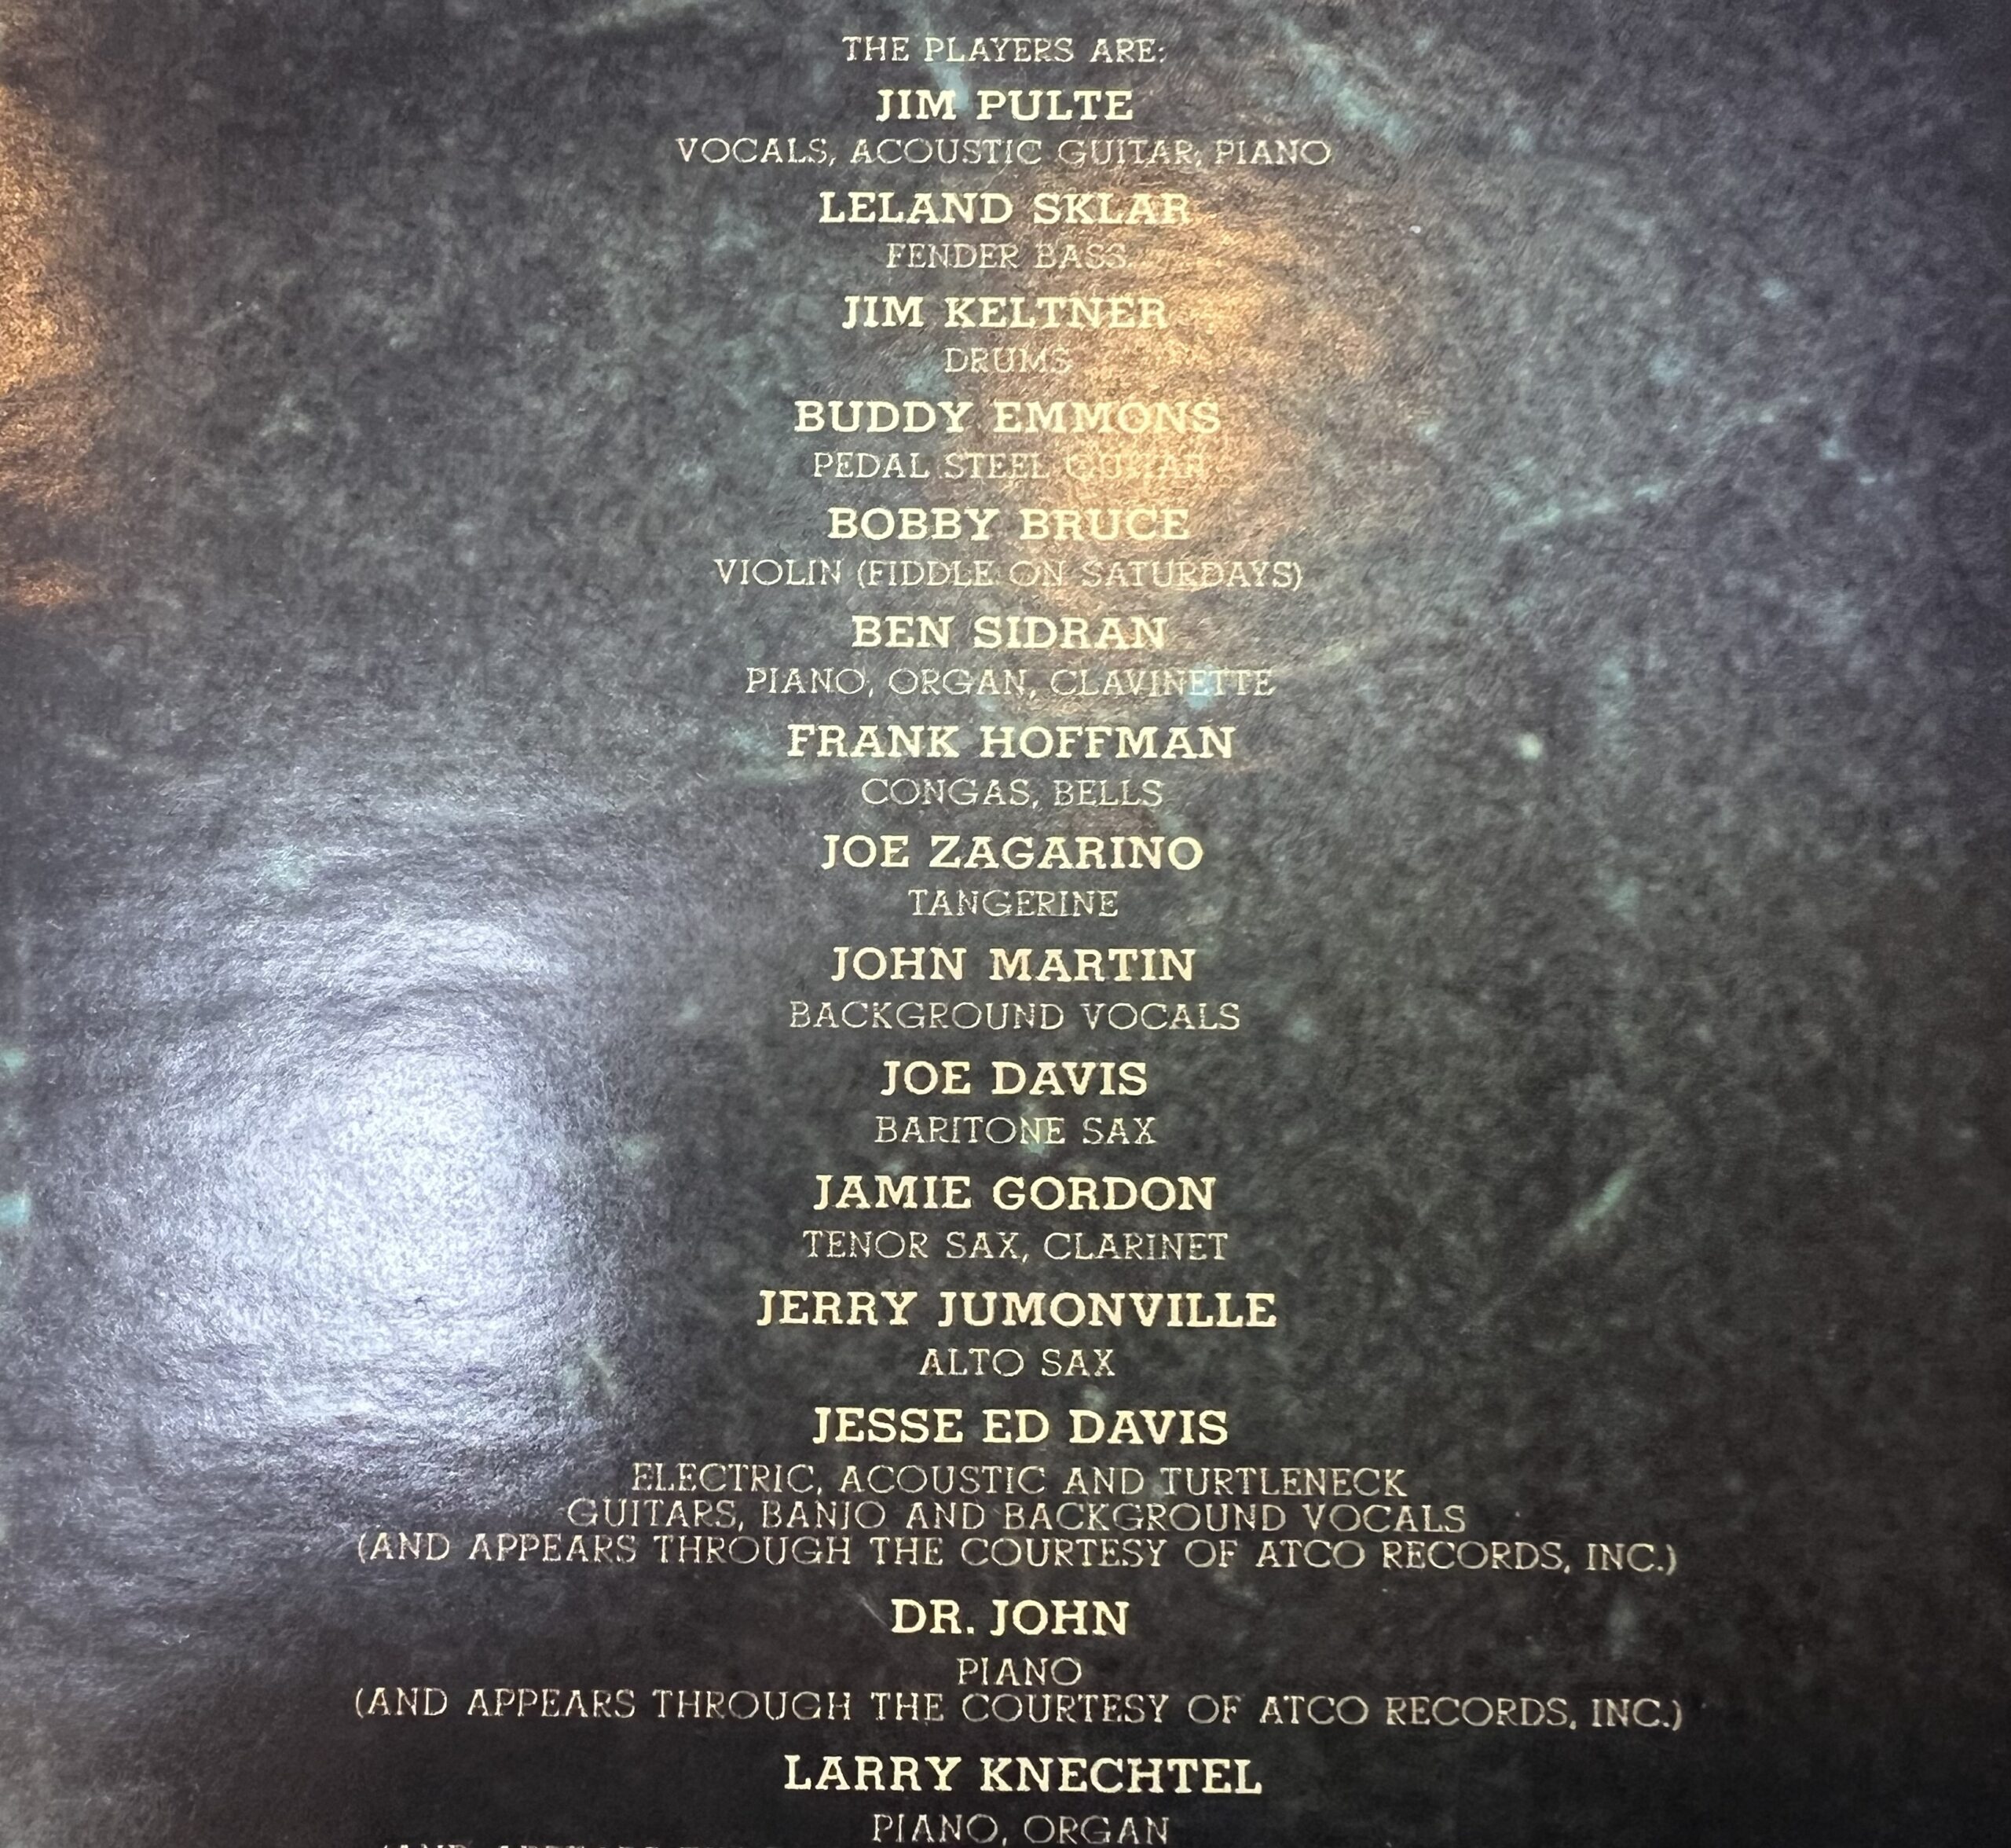 THE PLAYERS ARE:
JIM PULTE
VOCALS, ACOUSTIC GUITAR, PIANO
LELAND SKLAR
FENDER BASS
JIM KELTNER
DRUMS
BUDDY EMMONS
PEDAL STEEL GUITAR
BOBBY BRUCE
VIOLIN (FIDDLE ON SATURDAYS)
BEN SIDRAN
PIANO, ORGAN, CLAVINETTE
FRANK HOFFMAN
CONGAS, BELLS
JOE ZAGARINO
TANGERINE
JOHN MARTIN
BACKGROUND VOCALS
JOE DAVIS
BARITONE SAX
JAMIE GORDON
TENOR SAX, CLARINET
JERRY JUMONVILLE
ALTO SAX
JESSE ED DAVIS
ELECTRIC, ACOUSTIC AND TURTLENECK
GUITARS, BANJO AND BACKGROUND VOCALS
(AND APPEARS THROUGH THE COURTESY OF ATCO RECORDS, INC.)
DR. JOHN
PIANO
(AND APPEARS THROUGH THE COURTESY OF ATCO RECORDS, INC.)
LARRY KNECHTEL
PIANO, ORGAN